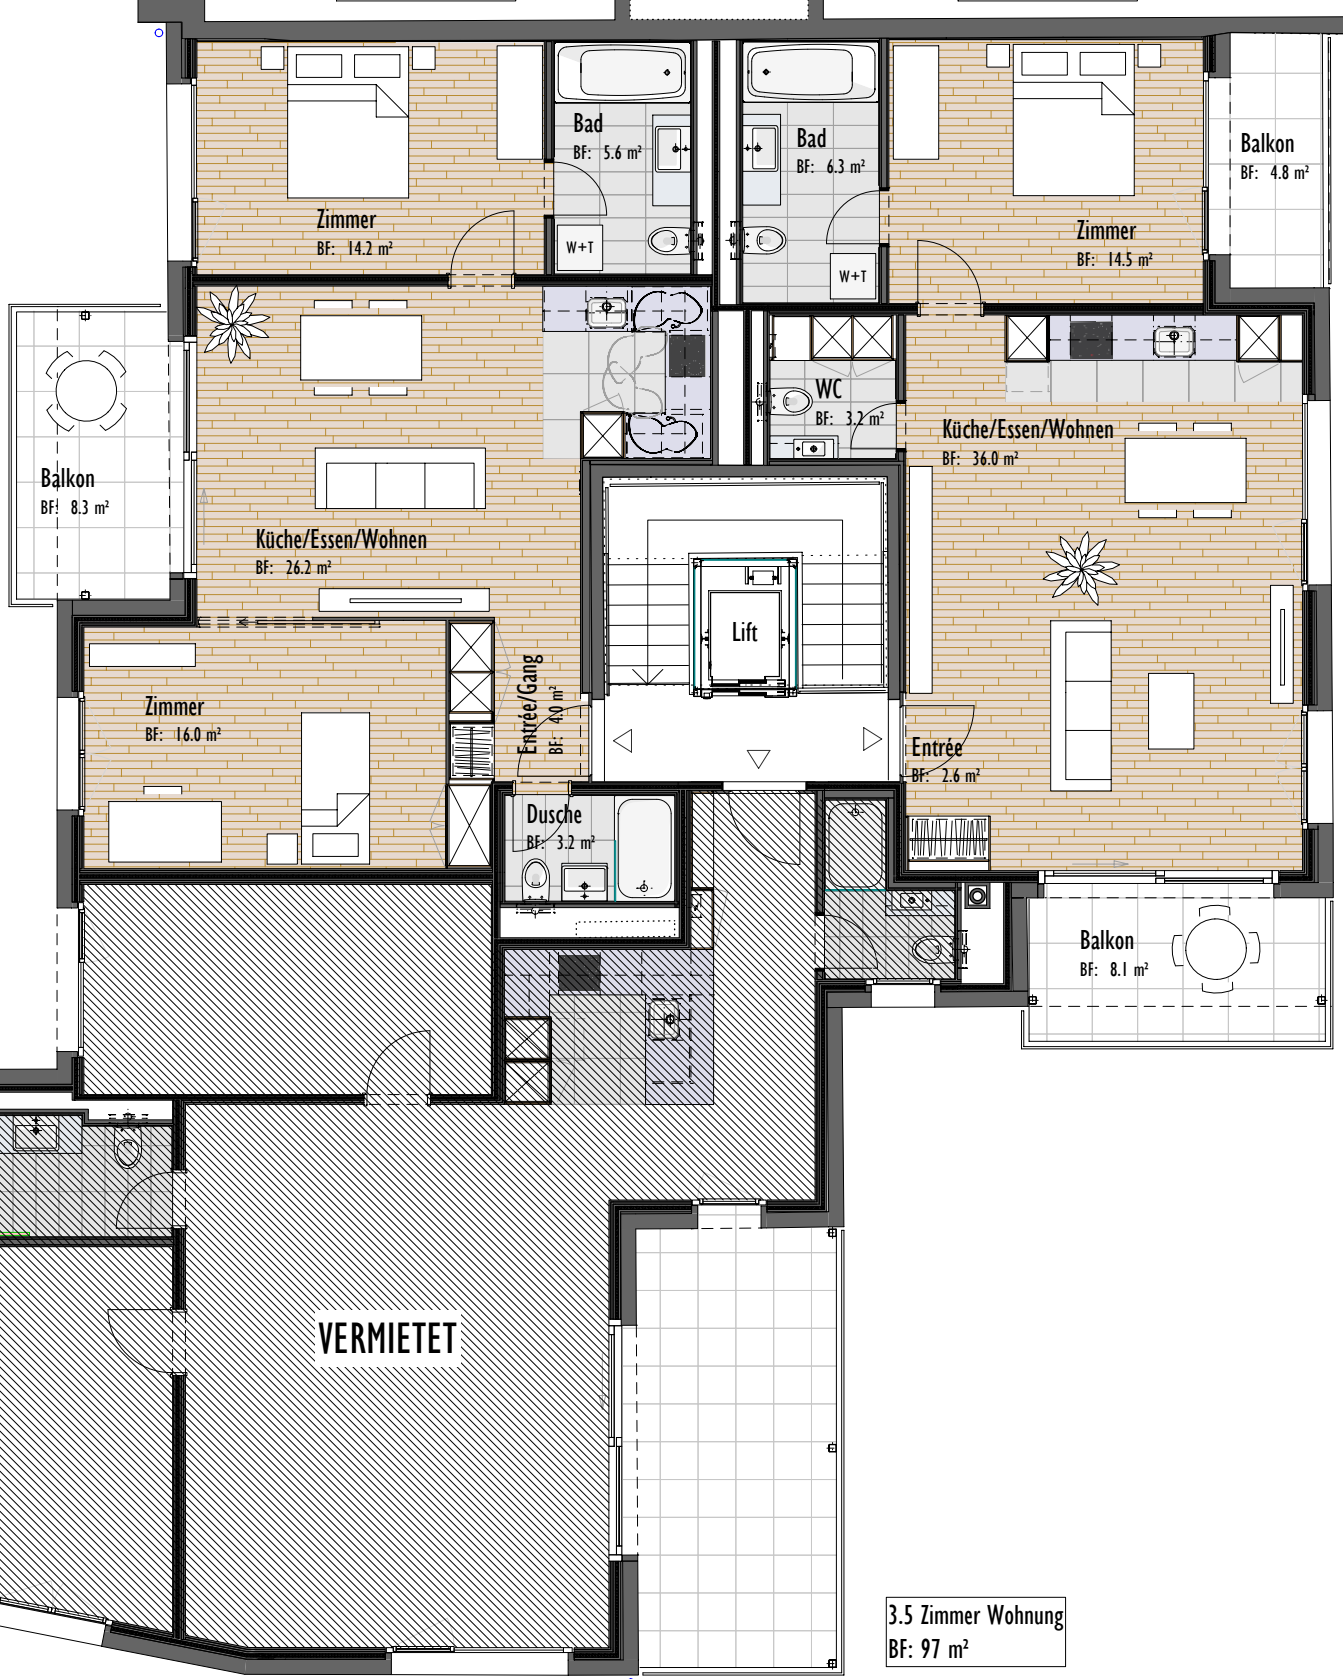 Bad
BF: 5.6 m²
Bad
BF: 6.3 m²
Balkon
BF: 4.8 m²
Zimmer
BF: 14.2 m²
W+T
W+T
Zimmer
BF: 14.5 m²
WC
BF: 3.2 m²
Küche/Essen/Wohnen
BF: 36.0 m²
Balkon
BF: 8.3 m²
Küche/Essen/Wohnen
BF: 26.2 m²
Lift
Zimmer
BF: 16.0 m²
Entrée/Gang
BF: 4.0 m²
Entrée
BF: 2.6 m²
Dusche
BF: 3.2 m²
Balkon
BF: 8.1 m²
VERMIETET
3.5 Zimmer Wohnung
BF: 97 m²